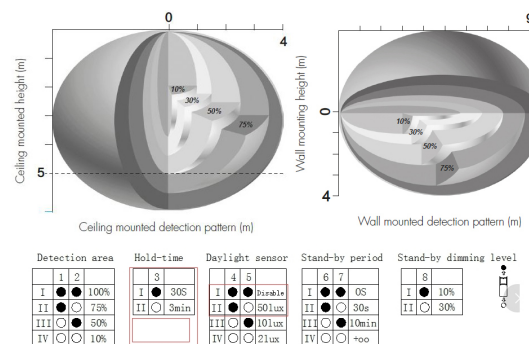 0
4
9
Ceiling mounted height (m)
5
10%
30%
50%
75%
Ceiling mounted detection pattern (m)
Wall mounting height (m)
0
4
10%
30%
50%
75%
Wall mounted detection pattern (m)
Detection area
1 2
I 100%
II 75%
III 50%
IV 10%
Hold-time
3
I 30S
II 3min
Daylight sensor
4 5
I Disable
II 50lux
III 10lux
IV 2lux
Stand-by period
6 7
I 0S
II 30s
III 10min
IV +oo
Stand-by dimming level
8
I 10%
II 30%